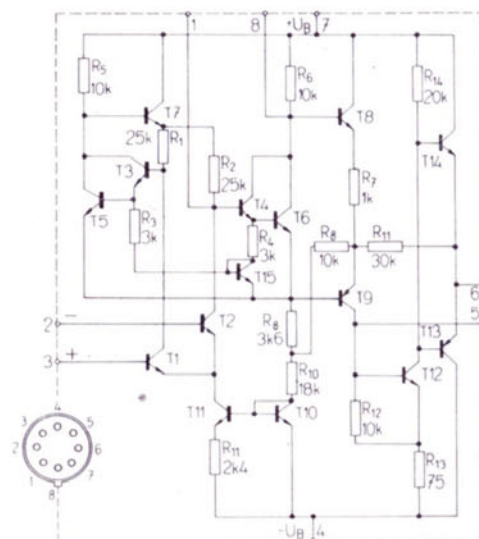 1
8
+U_B
7
R5
10k
R6
10k
R14
20k
T7
R1
25k
T8
T14
R2
25k
T3
T5
R3
3k
T4
T6
R7
1k
R4
3k
T15
R8
10k
R11
30k
T9
6
5
2 -
T2
R8
3k6
T13
3 +
T1
R10
18k
T12
T11
T10
R12
10k
R11
2k4
R13
75
-U_B
4
4
3
5
2
6
1
7
8